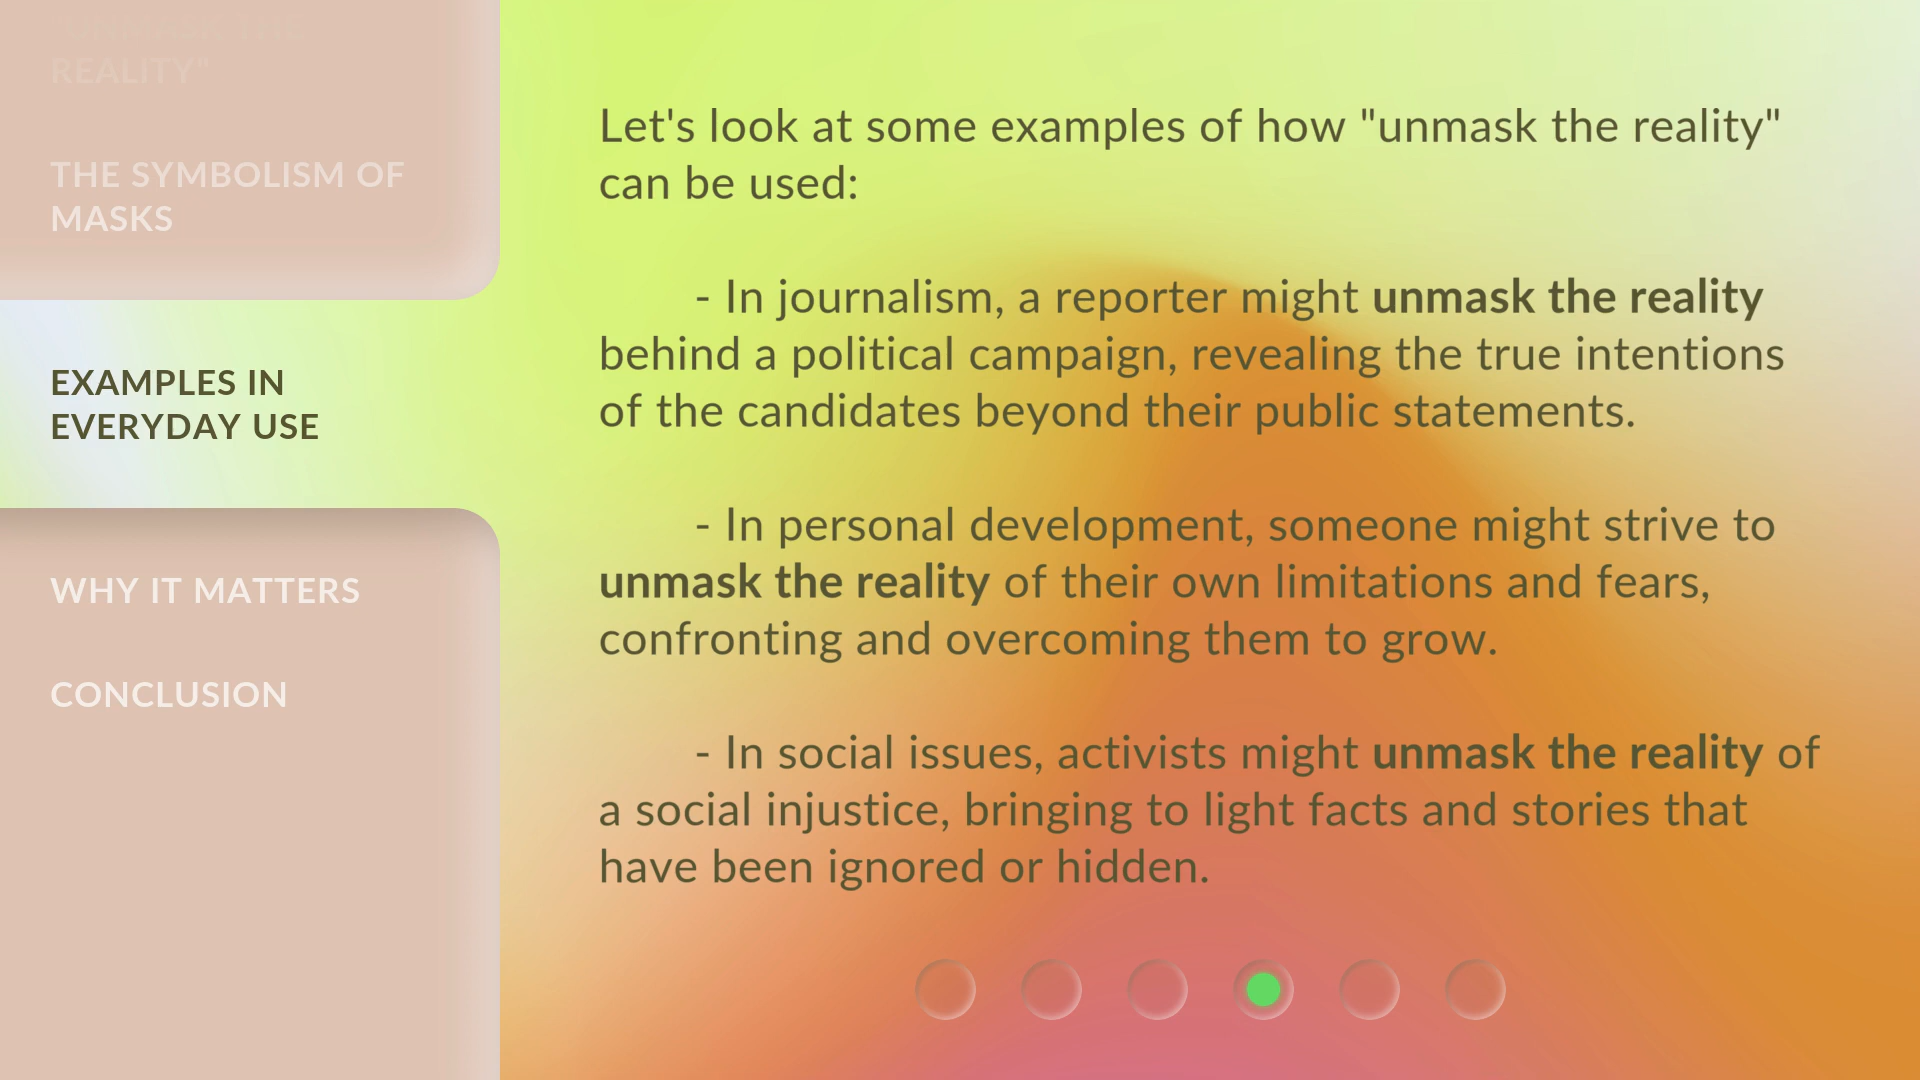 "UNMASK THE
REALITY"
THE SYMBOLISM OF
MASKS
EXAMPLES IN
EVERYDAY USE
WHY IT MATTERS
CONCLUSION
Let's look at some examples of how "unmask the reality"
can be used:
- In journalism, a reporter might unmask the reality
behind a political campaign, revealing the true intentions
of the candidates beyond their public statements.
- In personal development, someone might strive to
unmask the reality of their own limitations and fears,
confronting and overcoming them to grow.
- In social issues, activists might unmask the reality of
a social injustice, bringing to light facts and stories that
have been ignored or hidden.